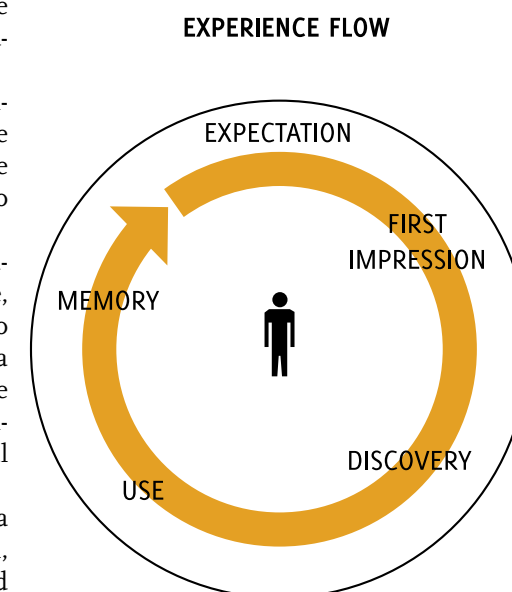 EXPERIENCE FLOW
EXPECTATION
FIRST
IMPRESSION
MEMORY
DISCOVERY
USE